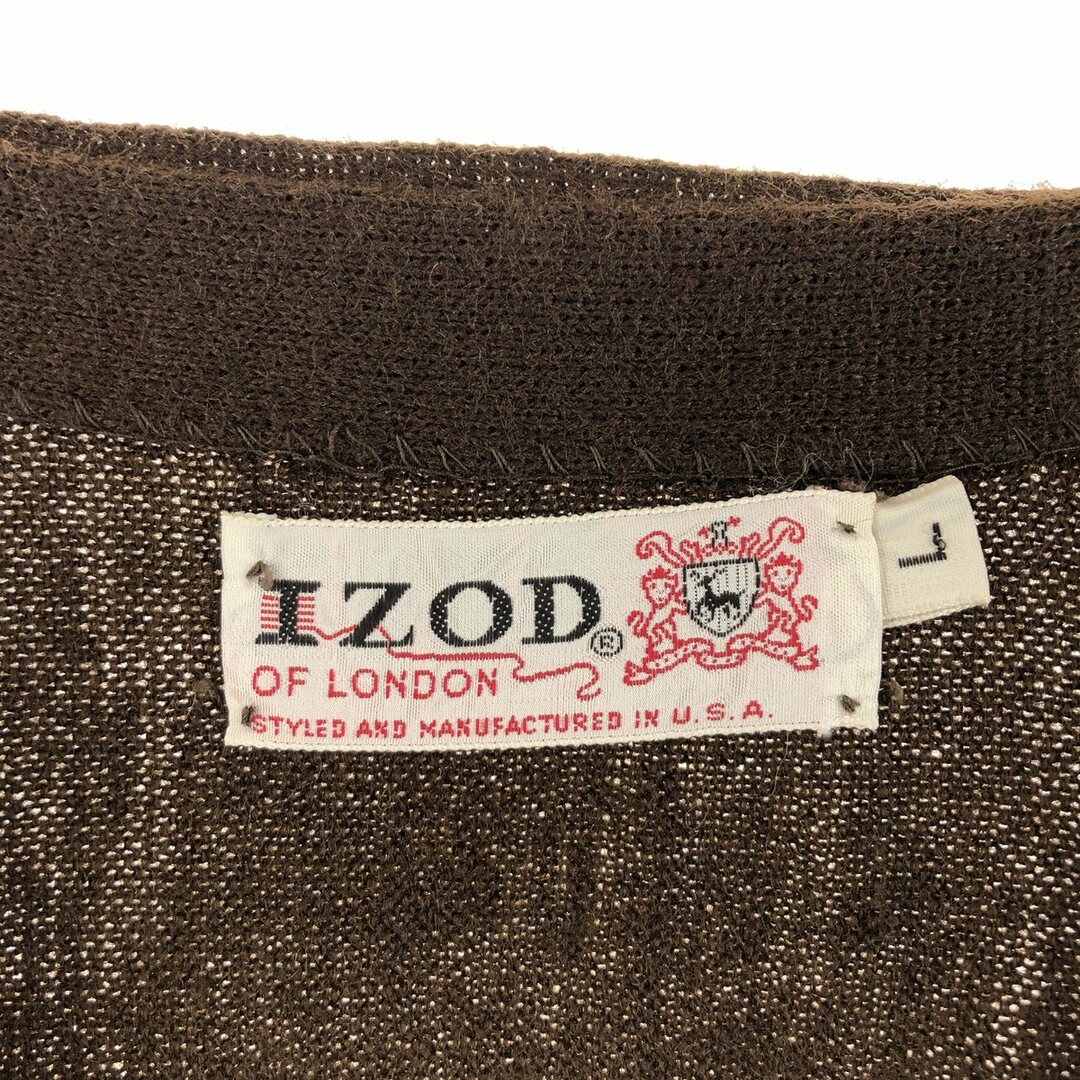 IZOD®
OF LONDON
STYLED AND MANUFACTURED IN U.S.A.
L